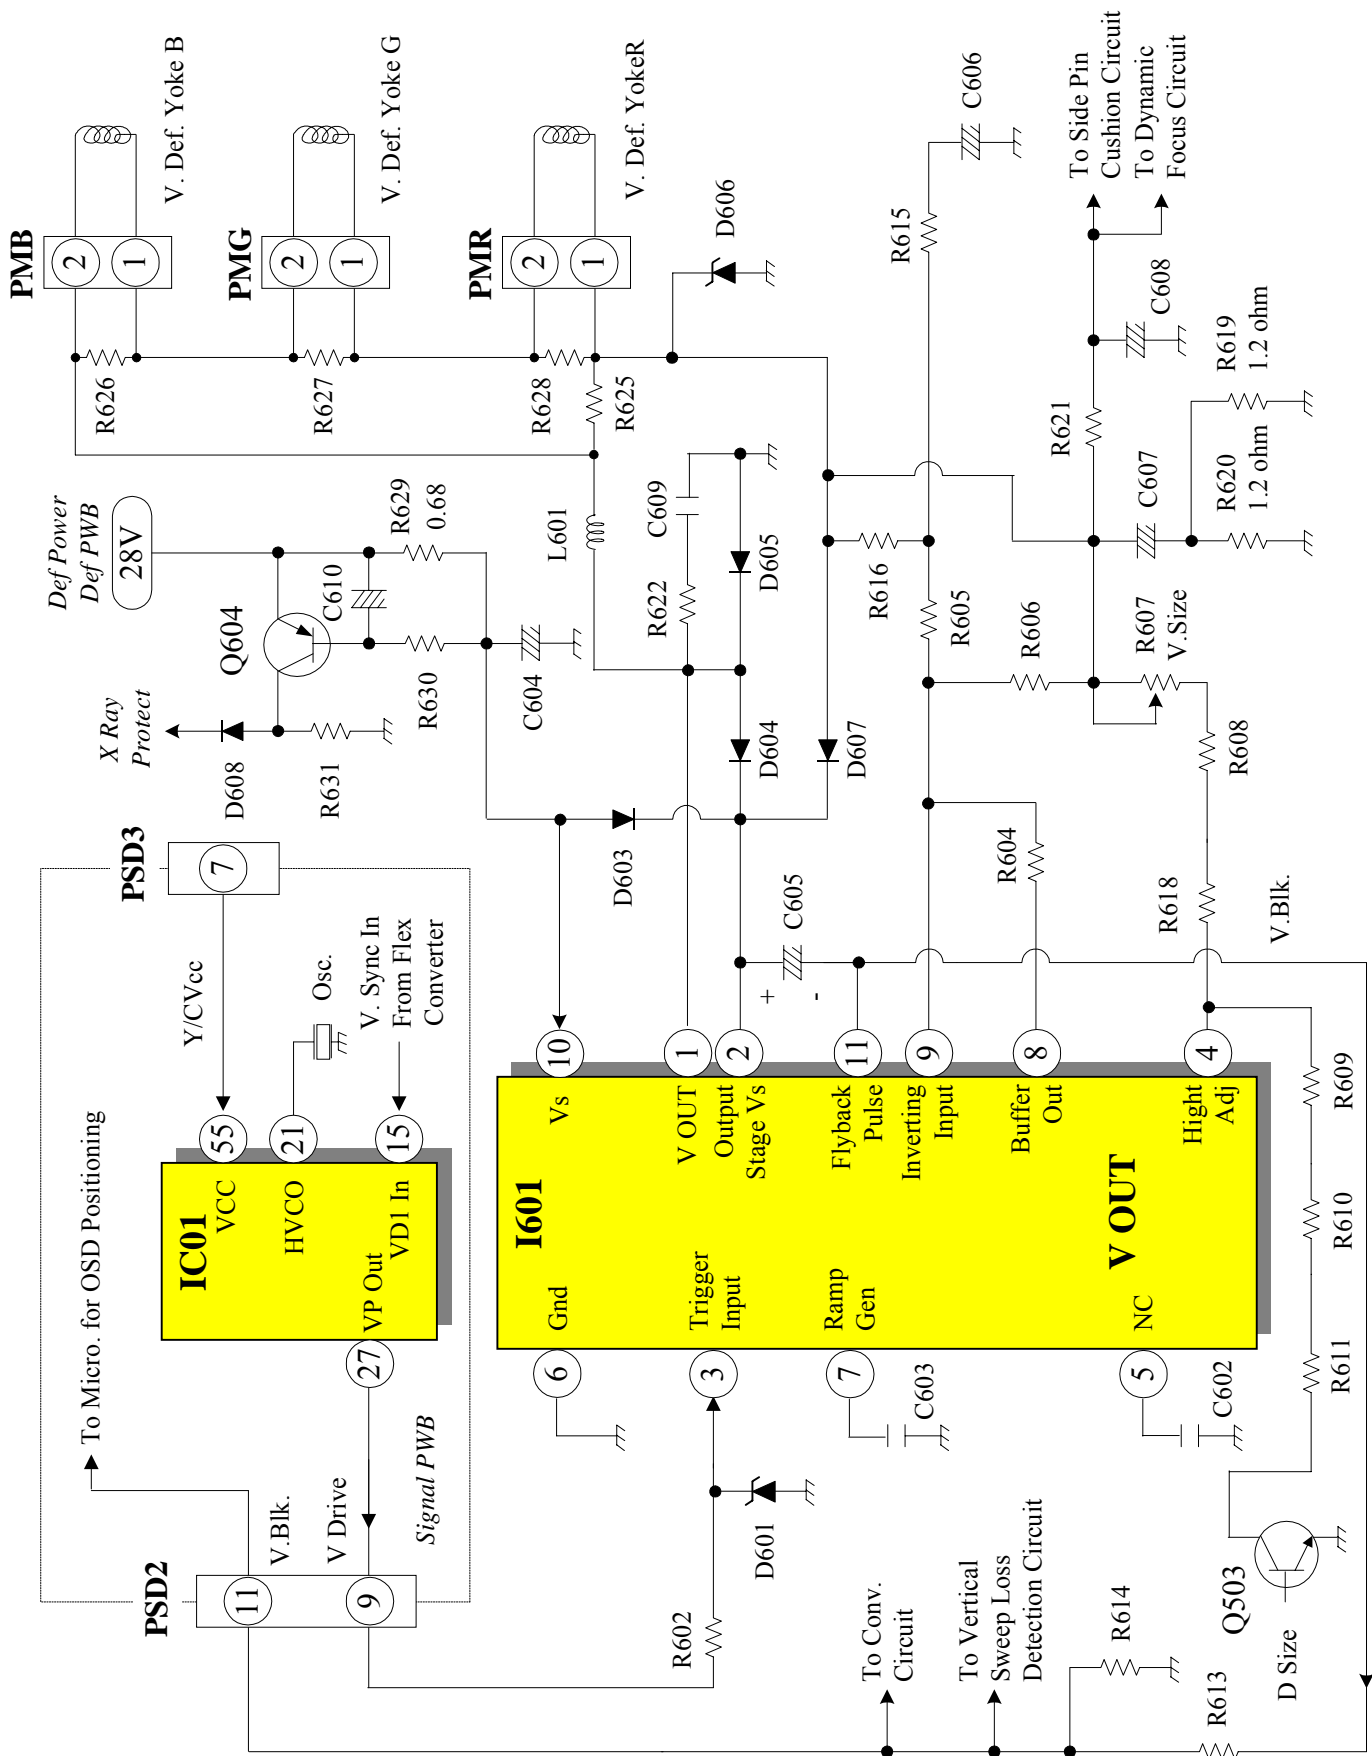 PSD2
11
9
V.Blk.
V Drive
Signal PWB
To Micro. for OSD Positioning
IC01
VCC
HVCO
VP Out
VD1 In
27
55
21
15
Y/CVcc
Osc.
V. Sync In
From Flex
Converter
PSD3
7
X Ray
Protect
D608
R631
Q604
Def Power
Def PWB
28V
C610
R629
0.68
R630
C604
PMB
2
1
R626
V. Def. Yoke B
PMG
2
1
R627
V. Def. Yoke G
PMR
2
1
R628
V. Def. YokeR
R625
D606
L601
R622
C609
D603
D604
D605
D607
R616
R615
C606
R605
R606
R604
C605
+
-
I601
V OUT
Gnd
6
Trigger
Input
3
Ramp
Gen
7
NC
5
Vs
10
V OUT
1
Output
Stage Vs
2
Flyback
Pulse
11
Inverting
Input
9
Buffer
Out
8
Hight
Adj
4
C603
C602
D601
R602
R618
R608
R607
V.Size
V.Blk.
C607
R621
C608
R620
1.2 ohm
R619
1.2 ohm
To Side Pin
Cushion Circuit
To Dynamic
Focus Circuit
R609
R610
R611
Q503
D Size
To Conv.
Circuit
To Vertical
Sweep Loss
Detection Circuit
R614
R613